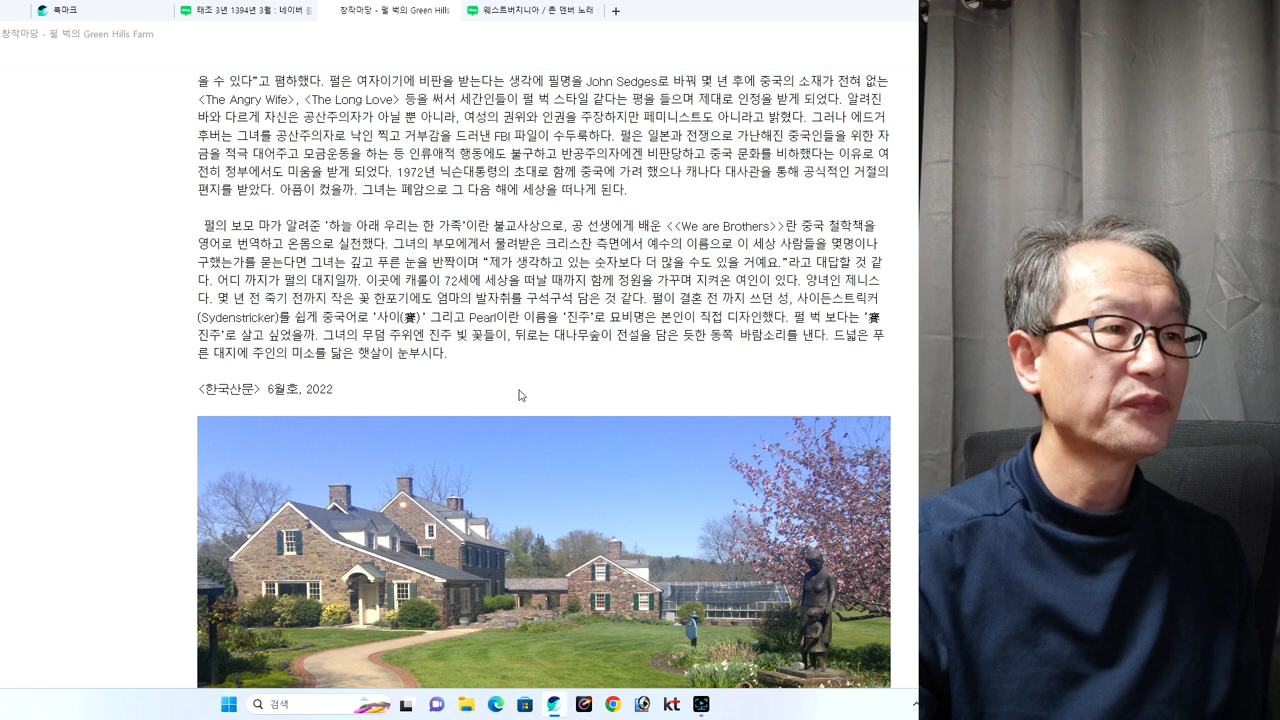 북마크
태조 3년 1394년 3월 : 네이버
창작마당 - 펄 벅의 Green Hills
웨스트버지니아 / 존 덴버 노래 :
창작마당 - 펄 벅의 Green Hills Farm
을 수 있다”고 폄하했다. 펄은 여자이기에 비판을 받는다는 생각에 필명을 John Sedges로 바꿔 몇 년 후에 중국의 소재가 전혀 없는
<The Angry Wife>, <The Long Love> 등을 써서 세간인들이 펄 벅 스타일 같다는 평을 들으며 제대로 인정을 받게 되었다. 알려진
바와 다르게 자신은 공산주의자가 아닐 뿐 아니라, 여성의 권위와 인권을 주장하지만 페미니스트도 아니라고 밝혔다. 그러나 에드거
후버는 그녀를 공산주의자로 낙인 찍고 거부감을 드러낸 FBI 파일이 수두룩하다. 펄은 일본과 전쟁으로 가난해진 중국인들을 위한 자
금을 적극 대어주고 모금운동을 하는 등 인류애적 행동에도 불구하고 반공주의자에겐 비판당하고 중국 문화를 비하했다는 이유로 여
전히 정부에서도 미움을 받게 되었다. 1972년 닉슨대통령의 초대로 함께 중국에 가려 했으나 캐나다 대사관을 통해 공식적인 거절의
편지를 받았다. 아픔이 컸을까. 그녀는 폐암으로 그 다음 해에 세상을 떠나게 된다.
펄의 보모 마가 알려준 ‘하늘 아래 우리는 한 가족’이란 불교사상으로, 공 선생에게 배운 <<We are Brothers>>란 중국 철학책을
영어로 번역하고 온몸으로 실천했다. 그녀의 부모에게서 물려받은 크리스찬 측면에서 예수의 이름으로 이 세상 사람들을 몇명이나
구했는가를 묻는다면 그녀는 깊고 푸른 눈을 반짝이며 “제가 생각하고 있는 숫자보다 더 많을 수도 있을 거예요.”라고 대답할 것 같
다. 어디 까지가 펄의 대지일까. 이곳에 캐롤이 72세에 세상을 떠날 때까지 함께 정원을 가꾸며 지켜온 여인이 있다. 양녀인 제니스
다. 몇 년 전 죽기 전까지 작은 꽃 한포기에도 엄마의 발자취를 구석구석 담은 것 같다. 펄이 결혼 전 까지 쓰던 성, 사이든스트릭커
(Sydenstricker)를 쉽게 중국어로 ‘사이(賽)’ 그리고 Pearl이란 이름을 ‘진주’로 묘비명은 본인이 직접 디자인했다. 펄 벅 보다는 ‘賽
진주’로 살고 싶었을까. 그녀의 무덤 주위엔 진주 빛 꽃들이, 뒤로는 대나무숲이 전설을 담은 듯한 동쪽 바람소리를 낸다. 드넓은 푸
른 대지에 주인의 미소를 닮은 햇살이 눈부시다.
<한국산문> 6월호, 2022
검색
kt